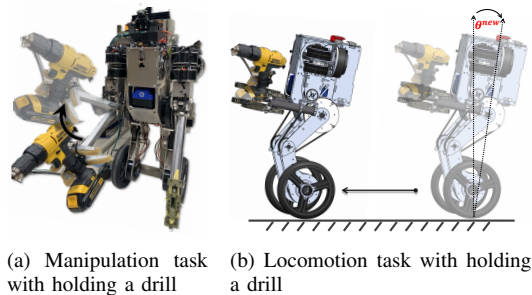 θnew
(a) Manipulation task
with holding a drill
(b) Locomotion task with holding
a drill